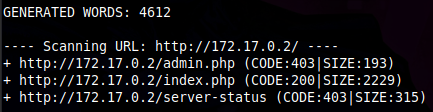 GENERATED WORDS: 4612
---- Scanning URL: http://172.17.0.2/ ----
+ http://172.17.0.2/admin.php (CODE:403|SIZE:193)
+ http://172.17.0.2/index.php (CODE:200|SIZE:2229)
+ http://172.17.0.2/server-status (CODE:403|SIZE:315)